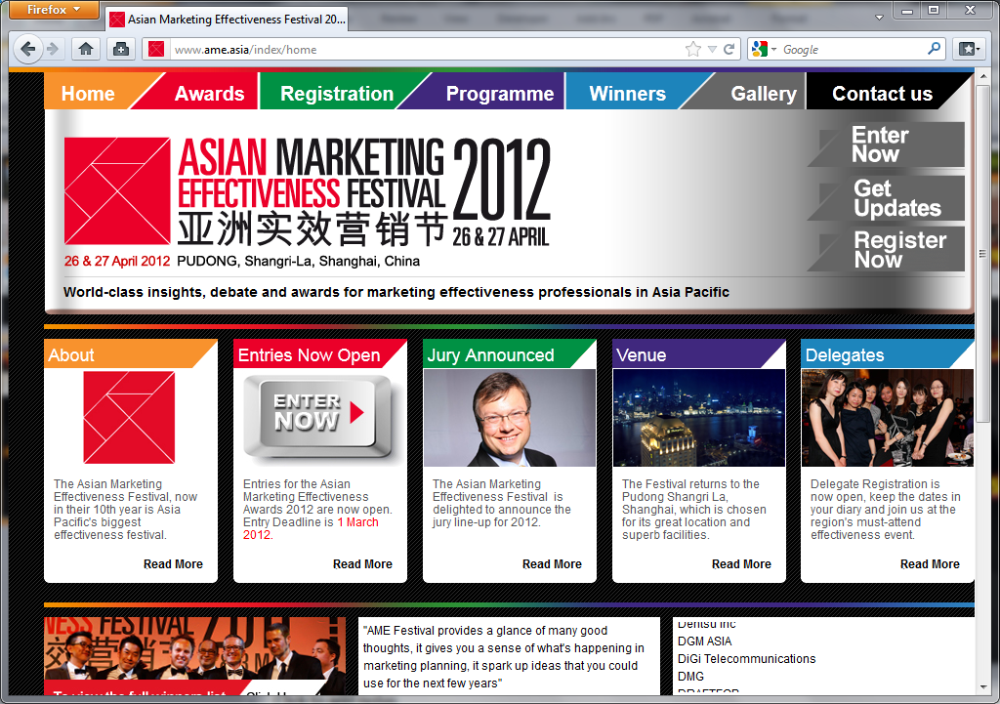 Firefox
Asian Marketing Effectiveness Festival 20...
www.ame.asia/index/home
Google
Home
Awards
Registration
Programme
Winners
Gallery
Contact us
ASIAN MARKETING
EFFECTIVENESS FESTIVAL
亚洲实效营销节
2012
26 & 27 APRIL
26 & 27 April 2012 PUDONG, Shangri-La, Shanghai, China
World-class insights, debate and awards for marketing effectiveness professionals in Asia Pacific
Enter
Now
Get
Updates
Register
Now
About
The Asian Marketing
Effectiveness Festival, now
in their 10th year is Asia
Pacific's biggest
effectiveness festival.
Read More
Entries Now Open
ENTER
NOW
Entries for the Asian
Marketing Effectiveness
Awards 2012 are now open.
Entry Deadline is 1 March
2012.
Read More
Jury Announced
The Asian Marketing
Effectiveness Festival is
delighted to announce the
jury line-up for 2012.
Read More
Venue
The Festival returns to the
Pudong Shangri La,
Shanghai, which is chosen
for its great location and
superb facilities.
Read More
Delegates
Delegate Registration is
now open, keep the dates in
your diary and join us at the
region's must-attend
effectiveness event.
Read More
NESS FESTIVAL
To view the full winners list
"AME Festival provides a glance of many good
thoughts, it gives you a sense of what's happening in
marketing planning, it spark up ideas that you could
use for the next few years"
Dentsu Inc
DGM ASIA
DiGi Telecommunications
DMG
DRAFTFCB